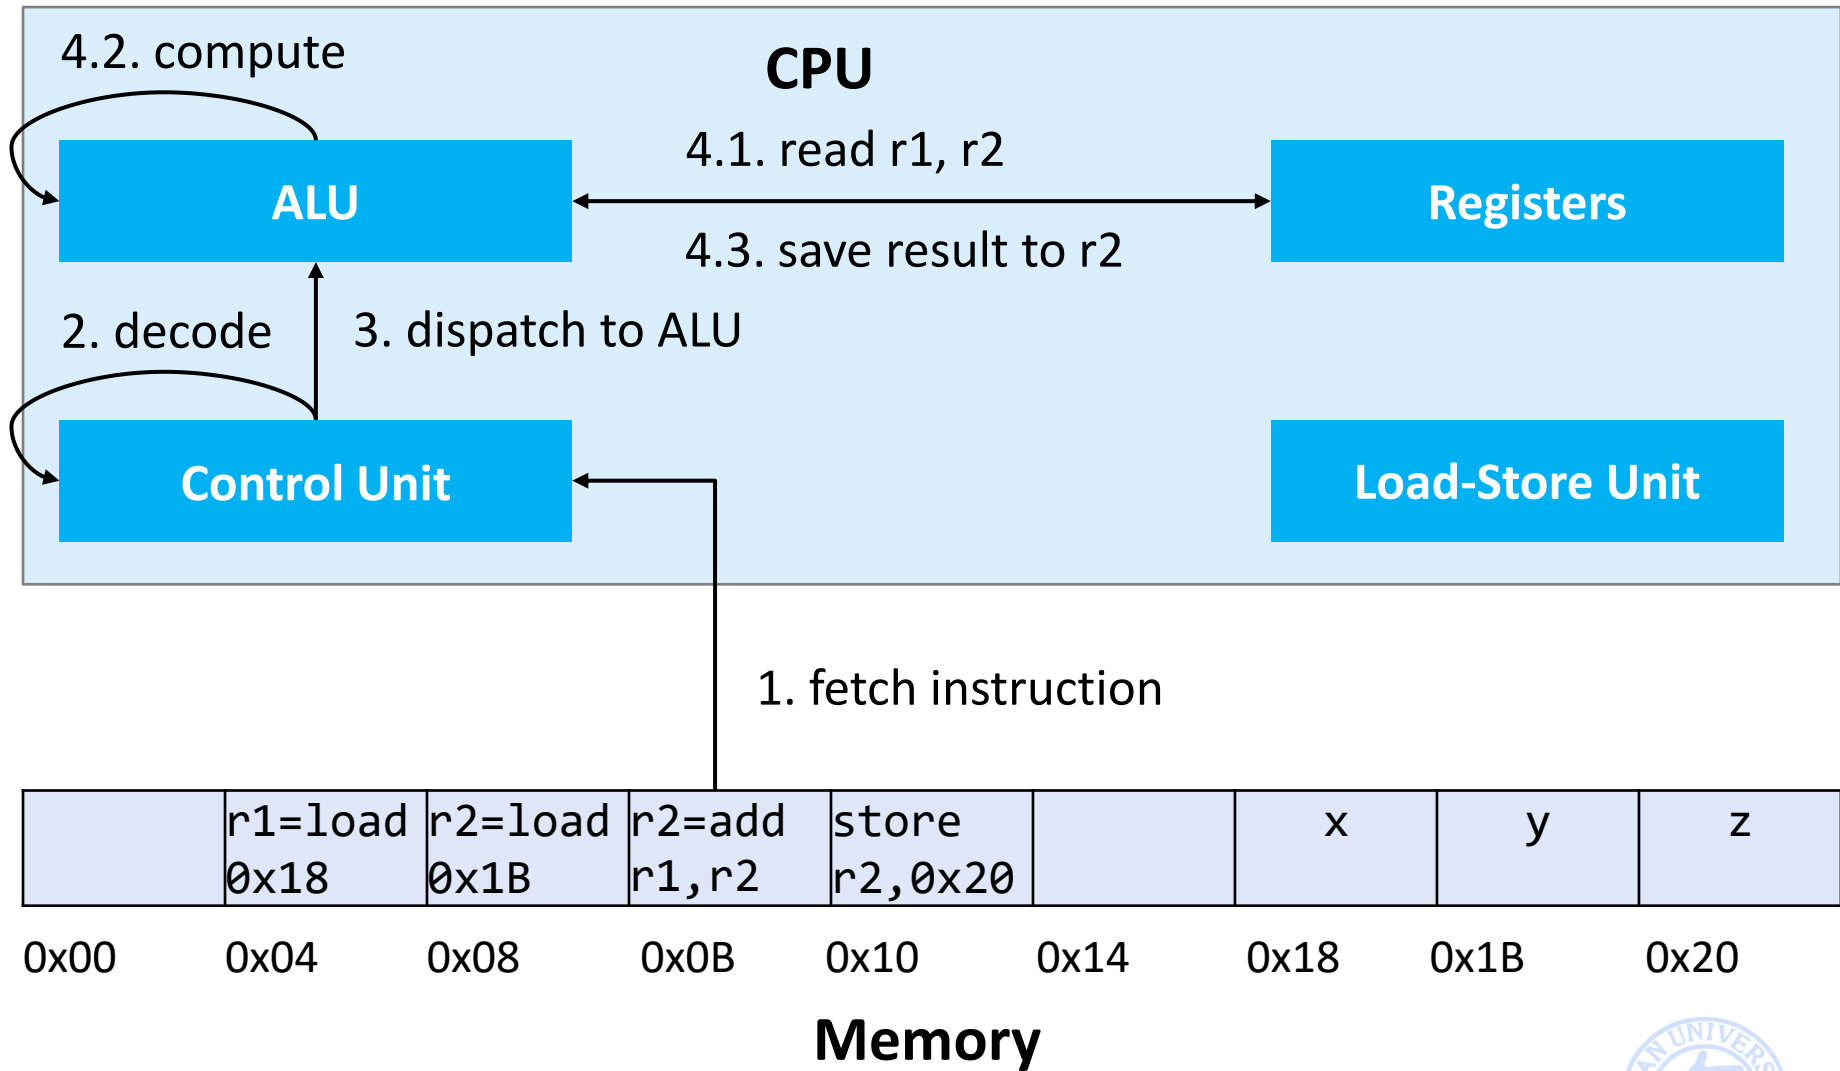 4.2. compute
CPU
4.1. read r1, r2
ALU
Registers
4.3. save result to r2
2. decode
3. dispatch to ALU
Control Unit
Load-Store Unit
1. fetch instruction
r1=load
0x18
r2=load
0x1B
r2=add
r1,r2
store
r2,0x20
x
y
z
0x00
0x04
0x08
0x0B
0x10
0x14
0x18
0x1B
0x20
Memory